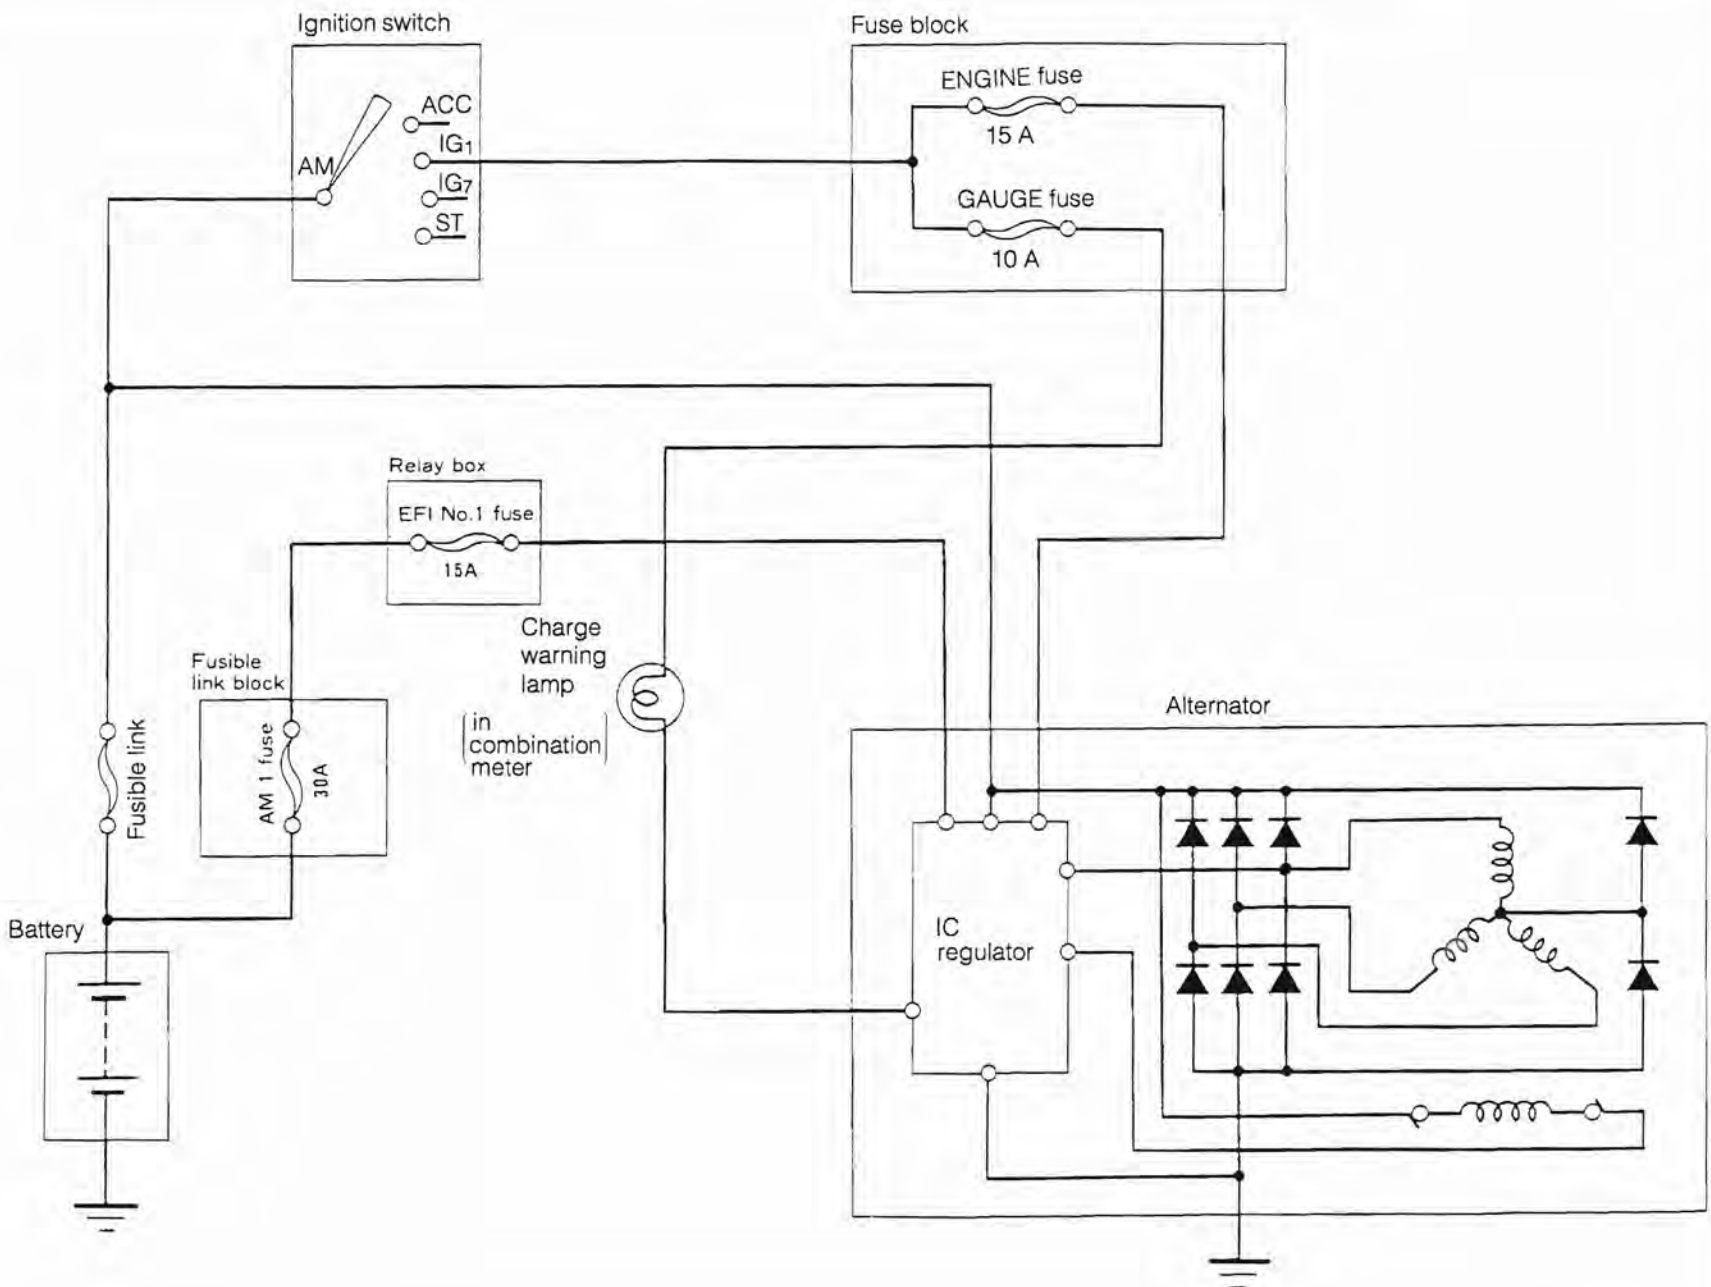 Ignition switch
Fuse block
ACC
IG1
AM
IG7
ST
ENGINE fuse
15 A
GAUGE fuse
10 A
Relay box
EFI No.1 fuse
15A
Charge
warning
lamp
(in
combination
meter)
Fusible
link block
AM 1 fuse
30A
Fusible link
Battery
Alternator
IC
regulator